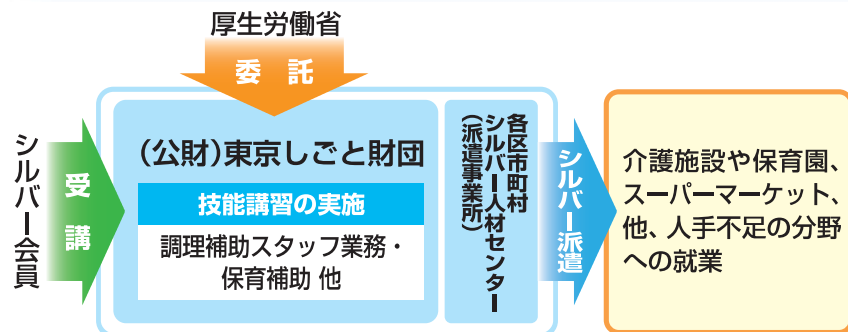 厚生労働省
委託
シルバー会員
受講
(公財)東京しごと財団
技能講習の実施
調理補助スタッフ業務・
保育補助 他
各区市町村
シルバー人材センター
(派遣事業所)
シルバー派遣
介護施設や保育園、
スーパーマーケット、
他、人手不足の分野
への就業